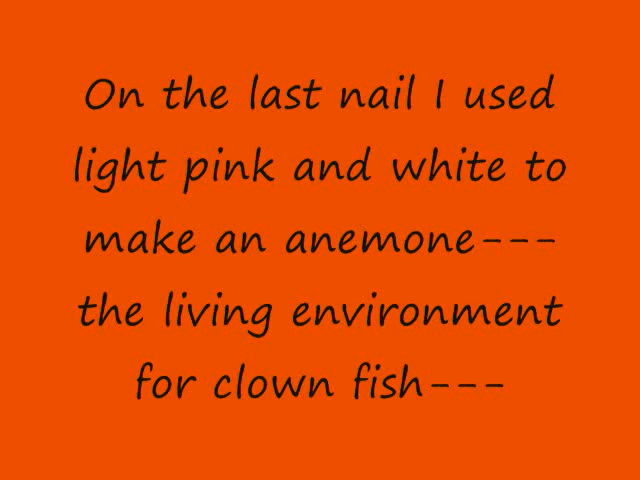 On the last nail I used
light pink and white to
make an anemone---
the living environment
for clown fish---